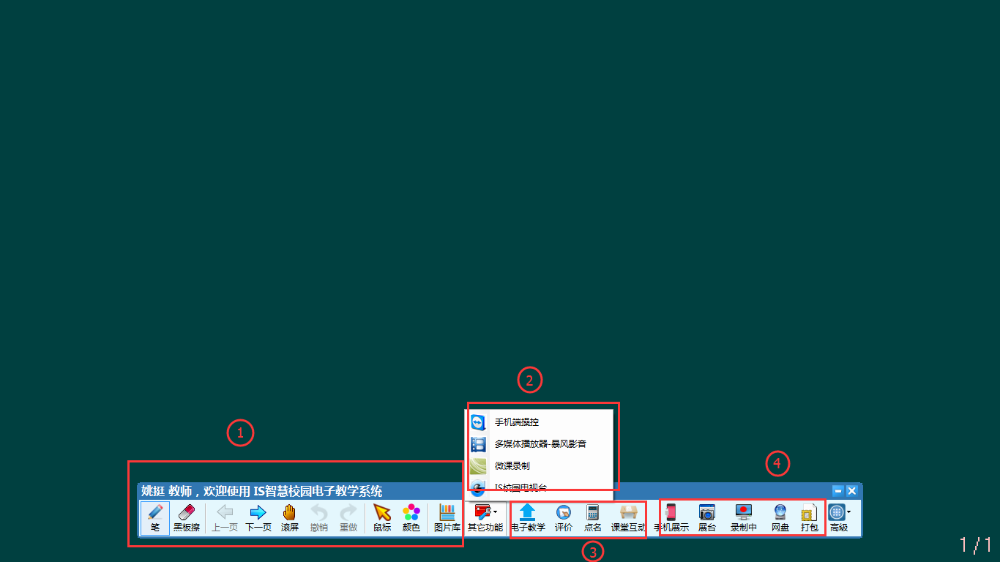 ②
①
手机端操控
多媒体播放器-暴风影音
微课录制
IS校园电视台
④
姚挺 教师，欢迎使用 IS智慧校园电子教学系统
笔 黑板擦 上一页 下一页 滚屏 撤销 重做 鼠标 颜色 图片库 其它功能 电子教学 评价 点名 课堂互动 手机展示 展台 录制中 网盘 打包 高級
③
1/1